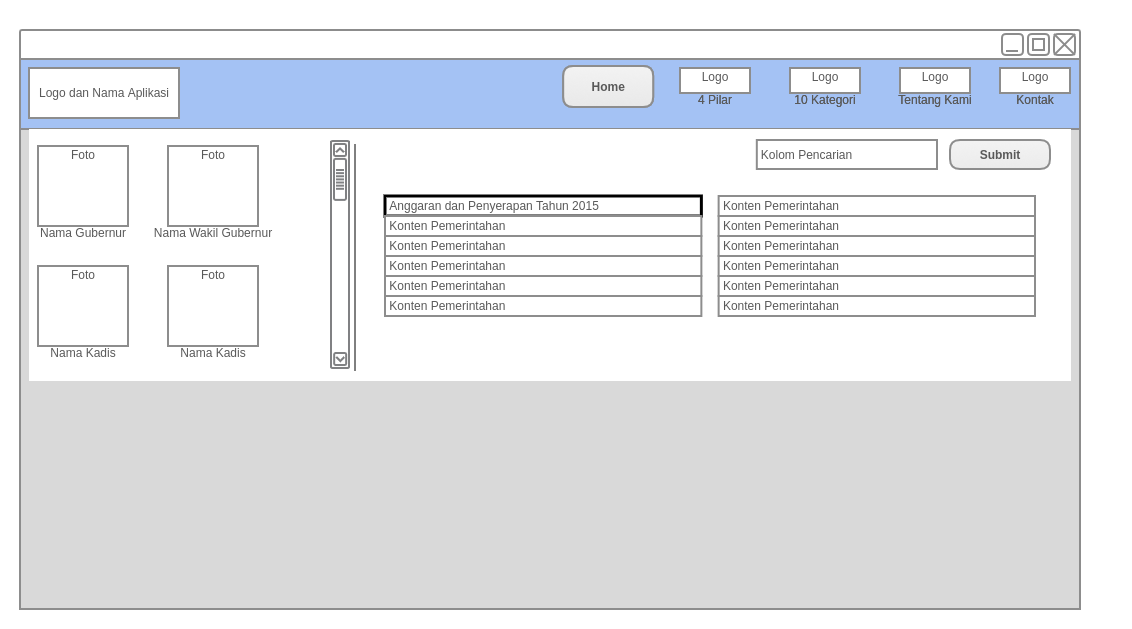 Logo dan Nama Aplikasi
Home
Logo
4 Pilar
Logo
10 Kategori
Logo
Tentang Kami
Logo
Kontak
Foto
Nama Gubernur
Foto
Nama Wakil Gubernur
Foto
Nama Kadis
Foto
Nama Kadis
Kolom Pencarian
Submit
Anggaran dan Penyerapan Tahun 2015
Konten Pemerintahan
Konten Pemerintahan
Konten Pemerintahan
Konten Pemerintahan
Konten Pemerintahan
Konten Pemerintahan
Konten Pemerintahan
Konten Pemerintahan
Konten Pemerintahan
Konten Pemerintahan
Konten Pemerintahan